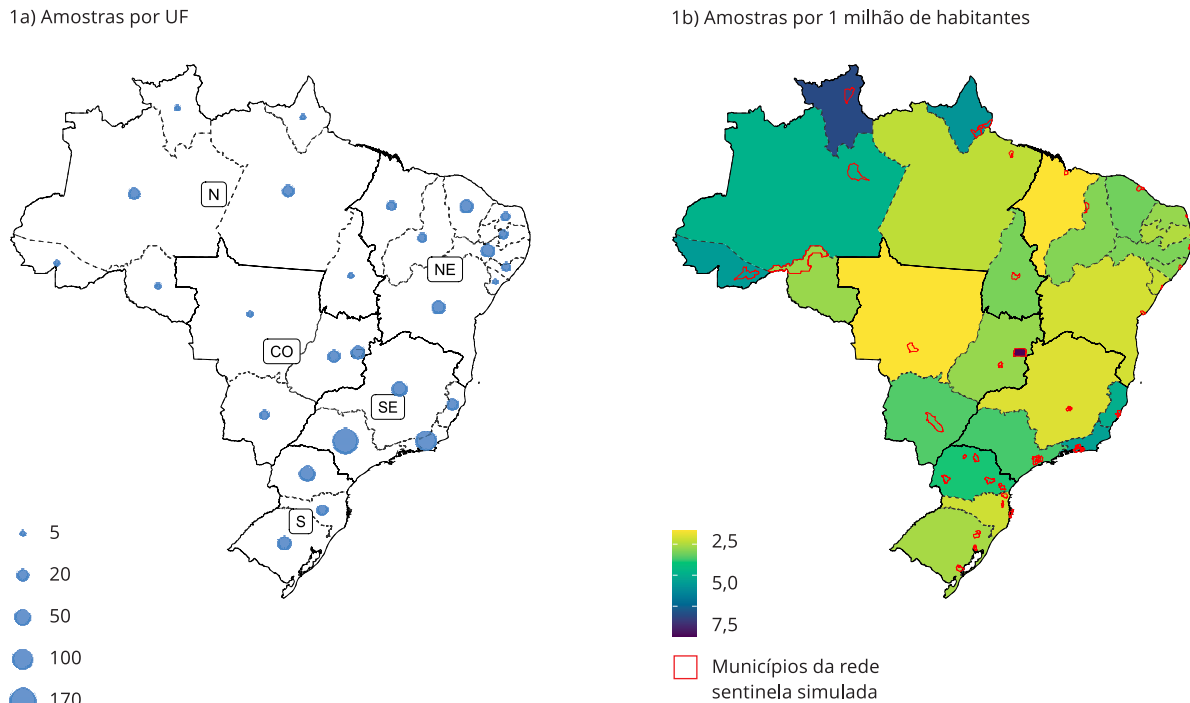 1a) Amostras por UF
1b) Amostras por 1 milhão de habitantes
N
NE
CO
SE
S
5
20
50
100
170
2,5
5,0
7,5
Municípios da rede
sentinela simulada